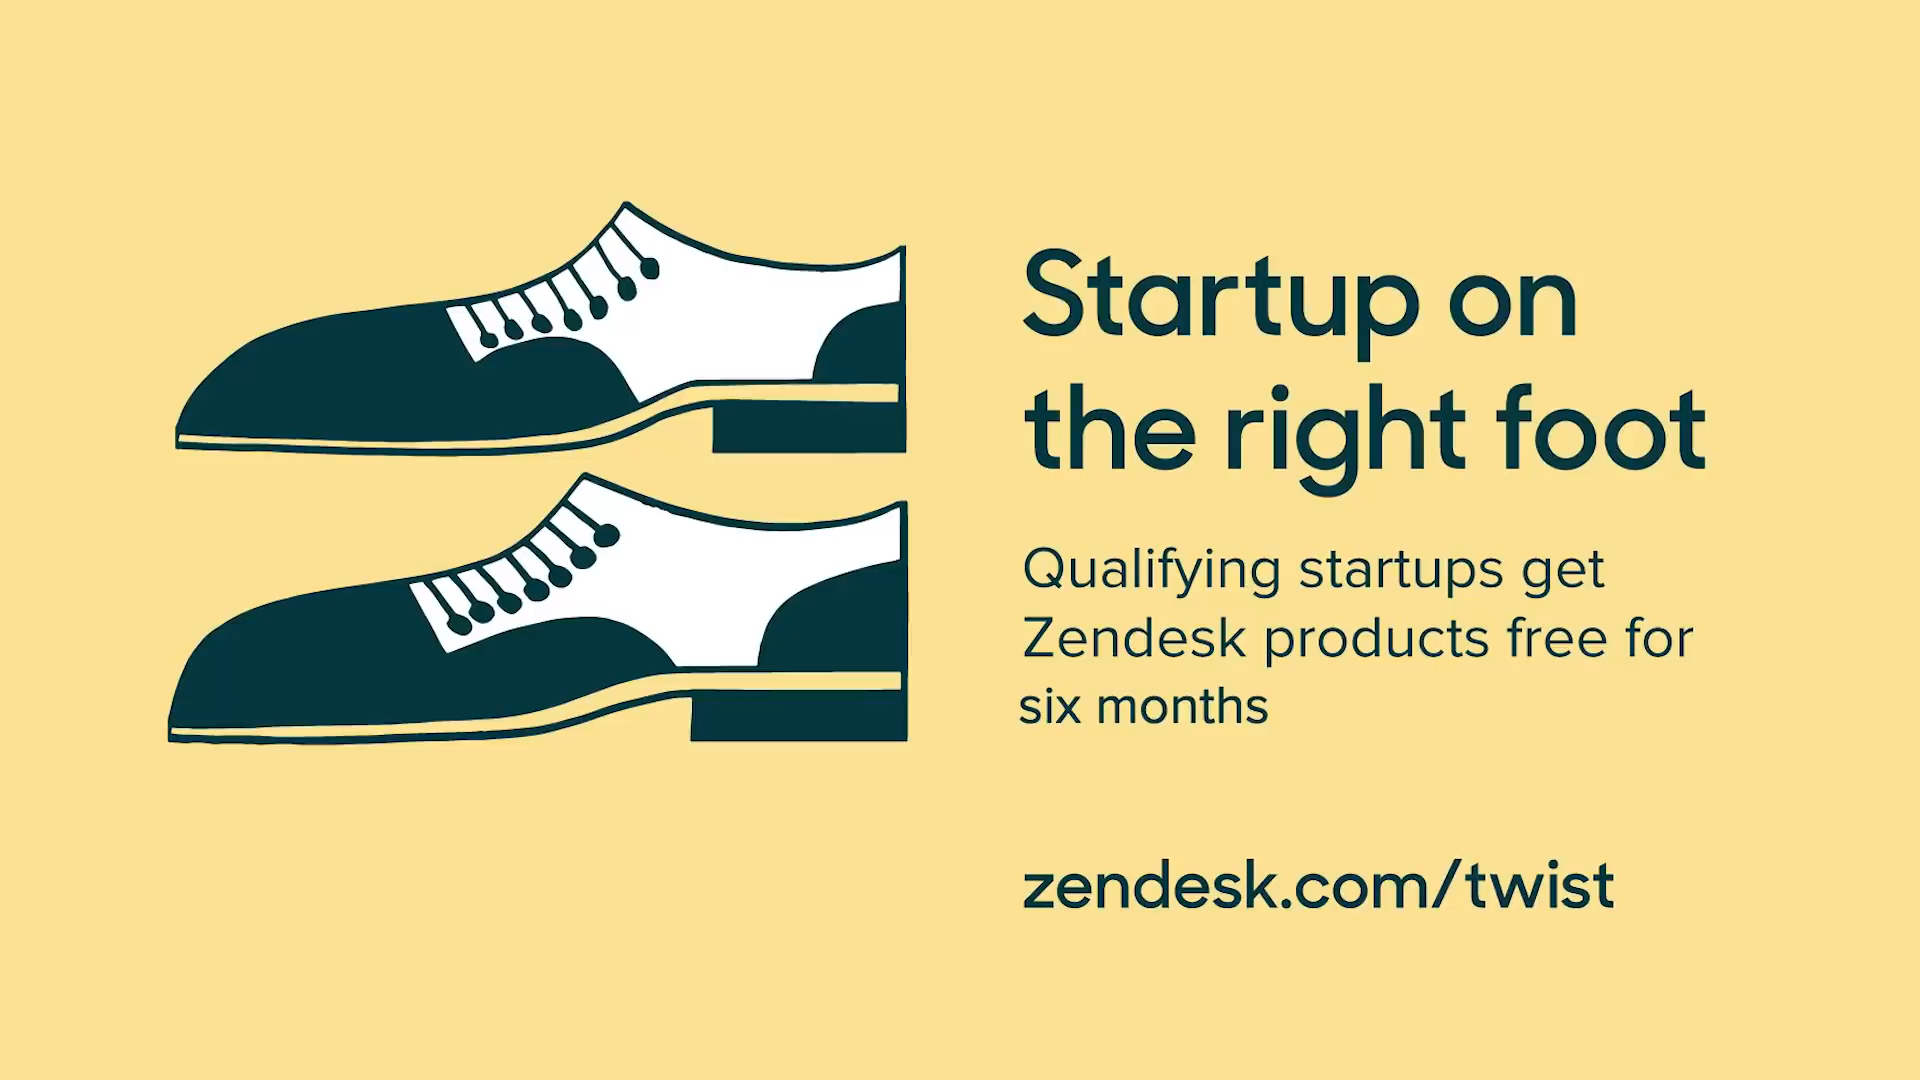 Startup on
the right foot
Qualifying startups get
Zendesk products free for
six months
zendesk.com/twist